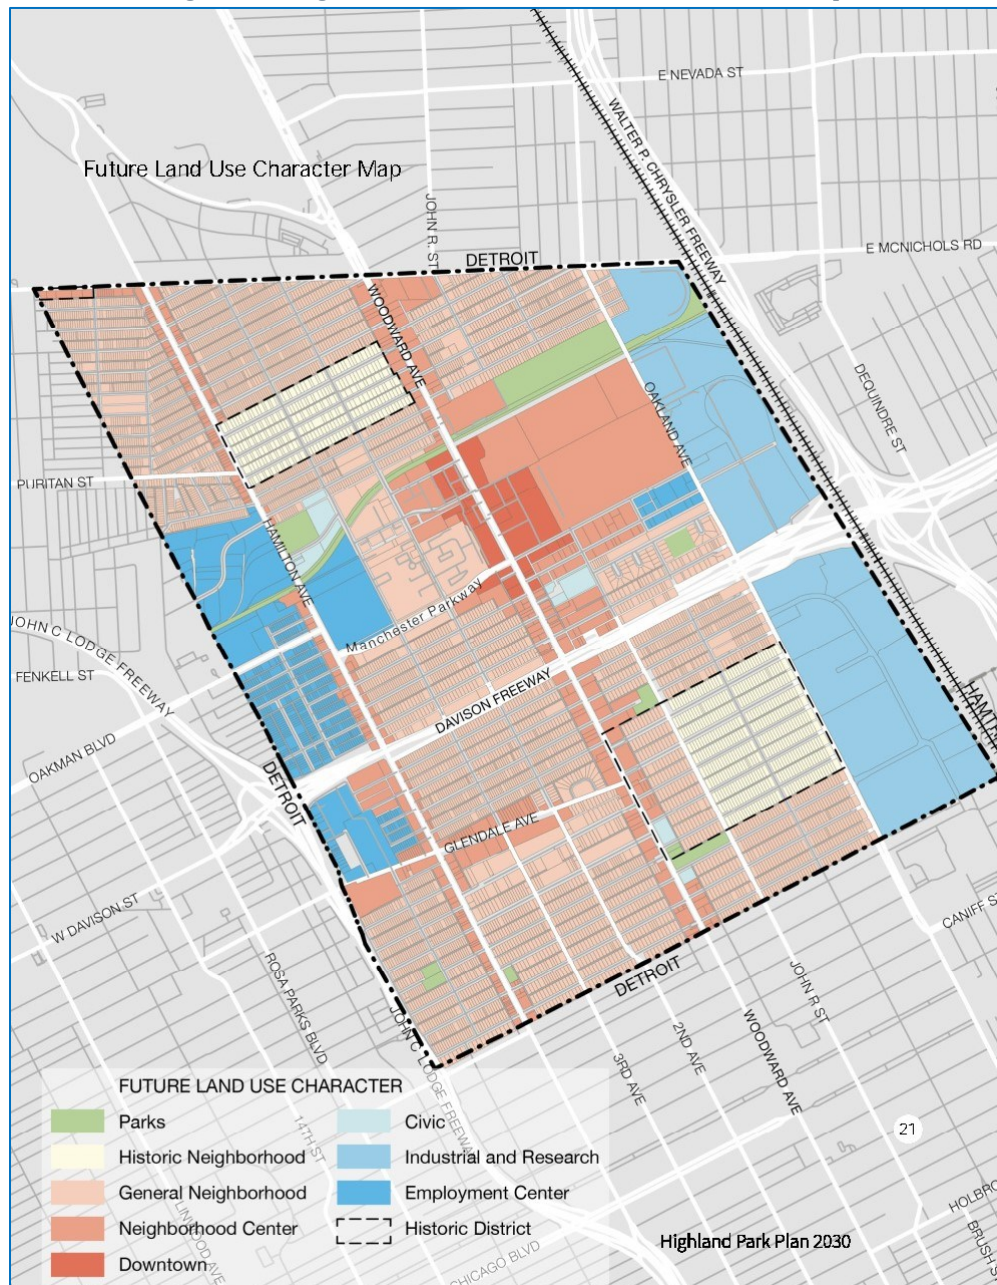 E NEVADA ST
WALTER P. CHRYSLER FREEWAY
Future Land Use Character Map
JOHN R. ST
E MCNICHOLS RD
DETROIT
WOODWARD AVE
OAKLAND AVE
DEQUINDRE ST
PURITAN ST
HAMILTON AVE
Manchester Parkway
JOHN C LODGE FREEWAY
FENKELL ST
DAVISON FREEWAY
OAKMAN BLVD
DETROIT
GLENDALE AVE
W DAVISON ST
CANIFF S
ROSA PARKS BLVD
DETROIT
JOHN R ST
JOHN C LODGE FREEWAY
WOODWARD AVE
2ND AVE
3RD AVE
14TH ST
LINWOOD AVE
CHICAGO BLVD
HOLBRO
BRUSH S
21
FUTURE LAND USE CHARACTER
Parks
Historic Neighborhood
General Neighborhood
Neighborhood Center
Downtown
Civic
Industrial and Research
Employment Center
Historic District
Highland Park Plan 2030